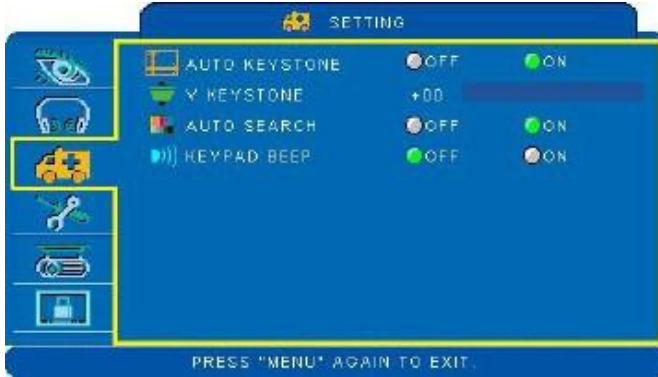 SETTING
AUTO KEYSTONE OFF ON
V KEYSTONE +00
AUTO SEARCH OFF ON
KEYPAD BEEP OFF ON
PRESS "MENU" AGAIN TO EXIT.